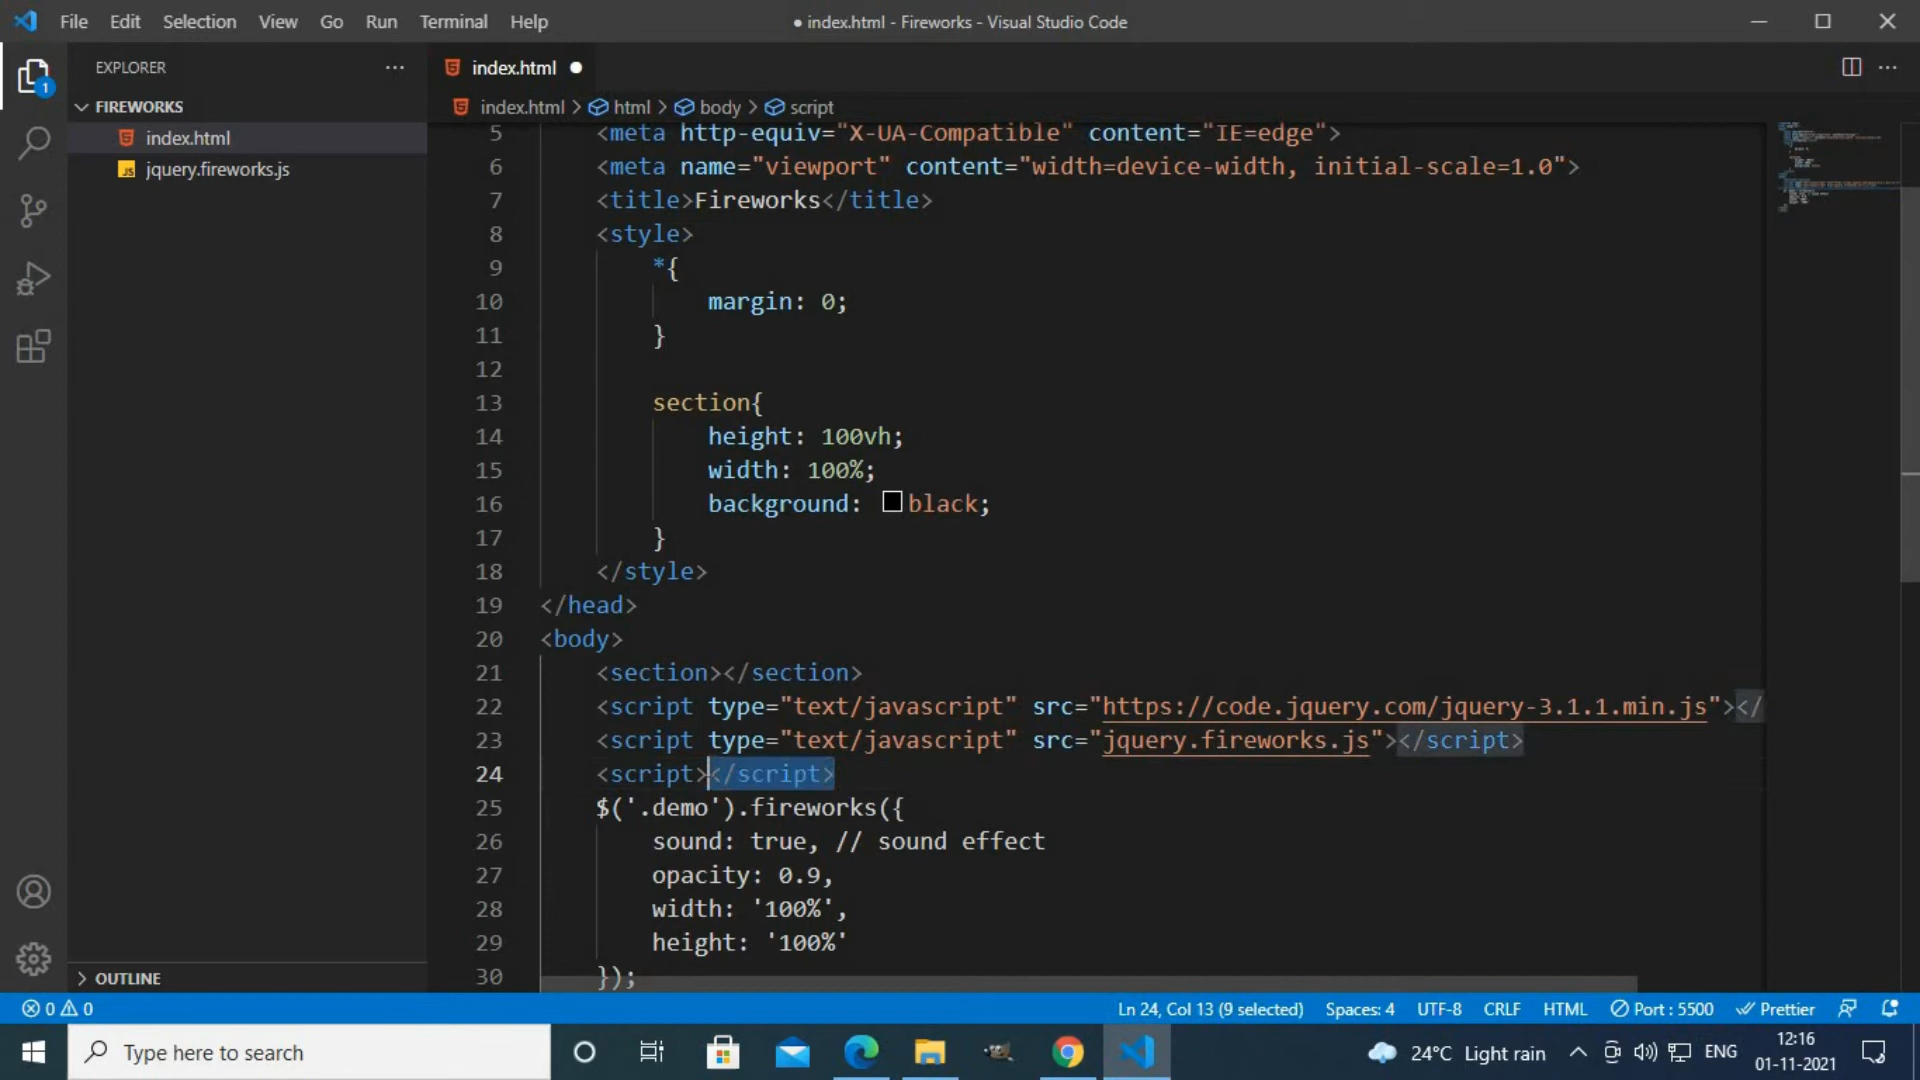 File Edit Selection View Go Run Terminal Help
● index.html - Fireworks - Visual Studio Code
EXPLORER
index.html
FIREWORKS
index.html
jquery.fireworks.js
OUTLINE
1
index.html > html > body > script
5 <meta http-equiv="X-UA-Compatible" content="IE=edge">
6 <meta name="viewport" content="width=device-width, initial-scale=1.0">
7 <title>Fireworks</title>
8 <style>
9 *{
10 margin: 0;
11 }
12
13 section{
14 height: 100vh;
15 width: 100%;
16 background: black;
17 }
18 </style>
19 </head>
20 <body>
21 <section></section>
22 <script type="text/javascript" src="https://code.jquery.com/jquery-3.1.1.min.js"></
23 <script type="text/javascript" src="jquery.fireworks.js"></script>
24 <script></script>
25 $('.demo').fireworks({
26 sound: true, // sound effect
27 opacity: 0.9,
28 width: '100%',
29 height: '100%'
30 });
0 0 Ln 24, Col 13 (9 selected) Spaces: 4 UTF-8 CRLF HTML Port : 5500 Prettier
Type here to search
24°C Light rain
ENG
12:16
01-11-2021